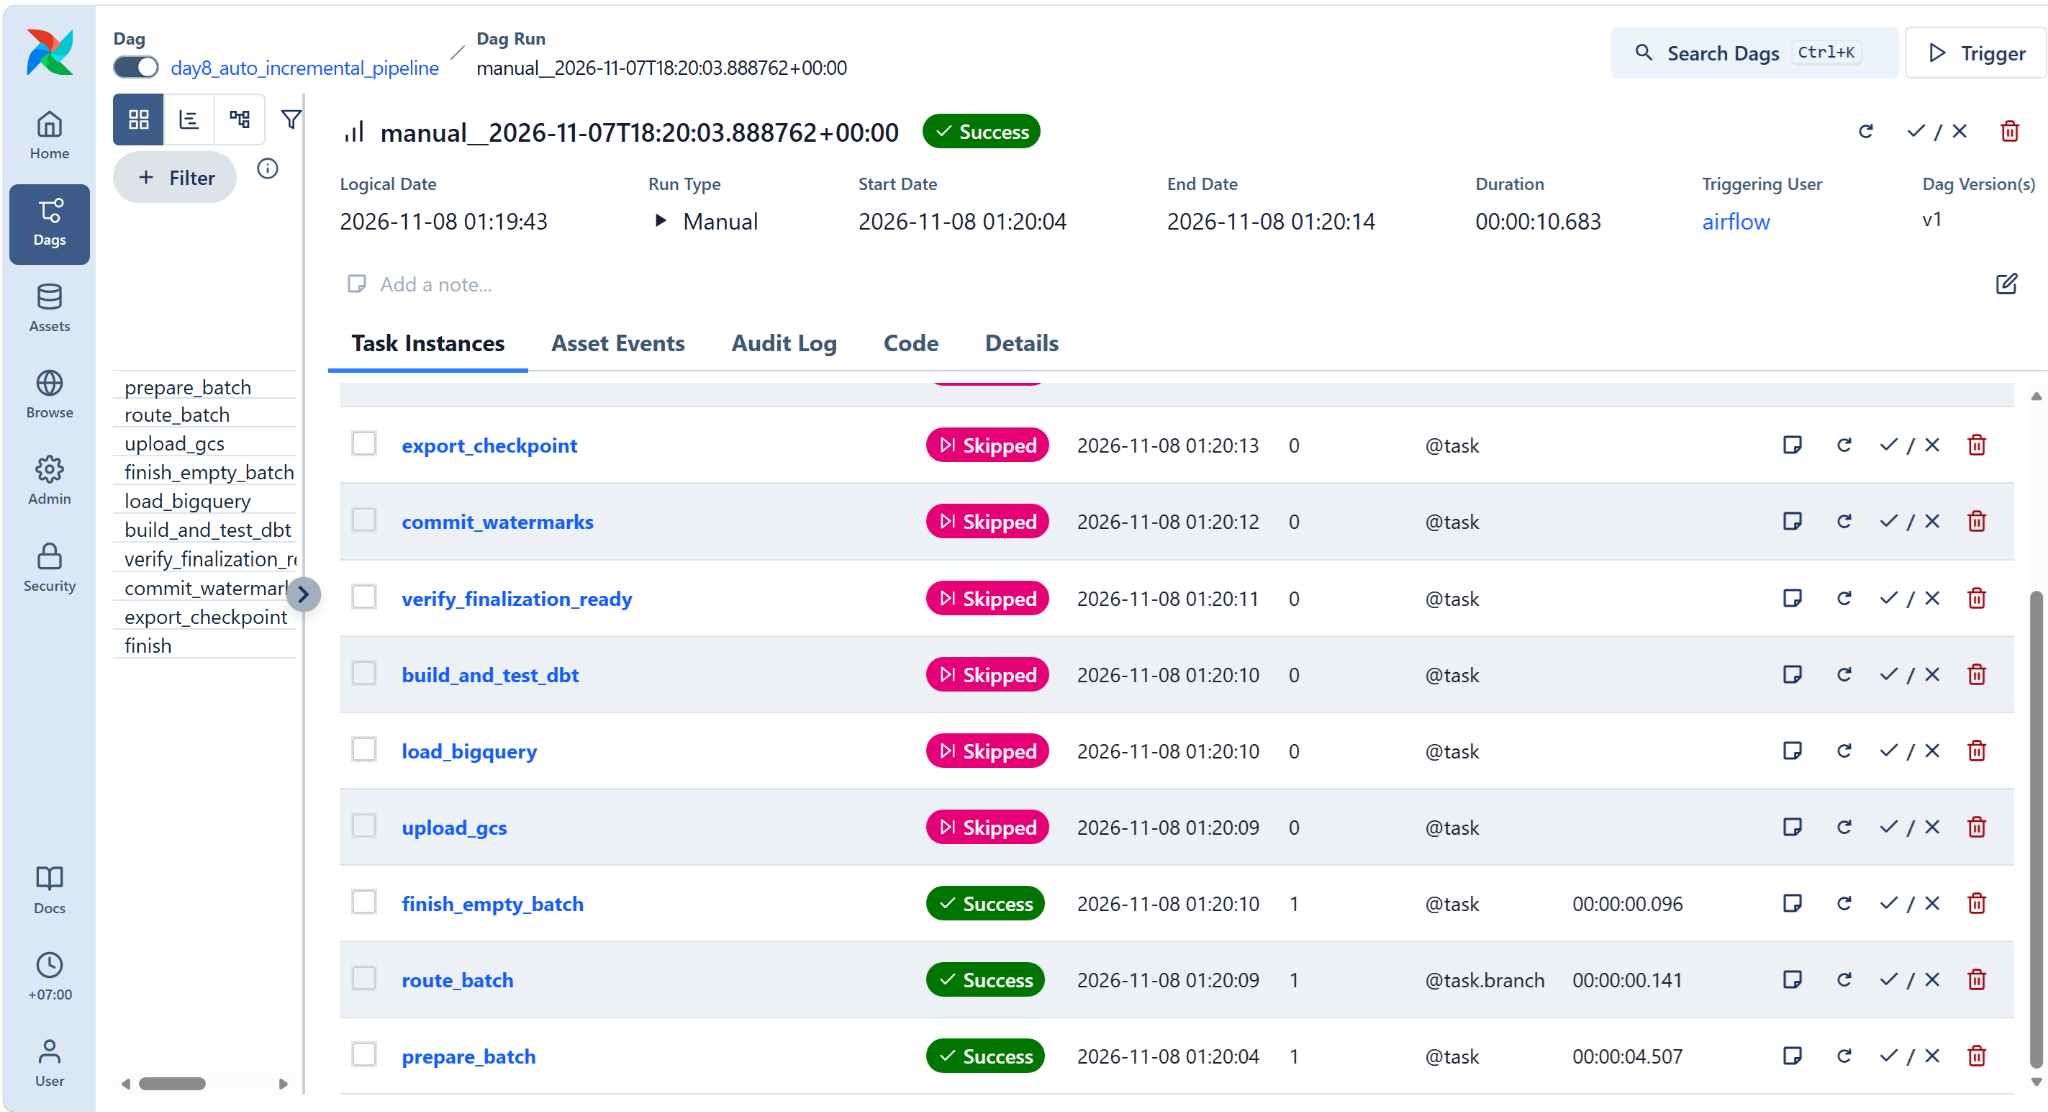 Dag
day8_auto_incremental_pipeline
Dag Run
manual__2026-11-07T18:20:03.888762+00:00
Search Dags Ctrl+K
Trigger
Home
Dags
Assets
Browse
Admin
Security
Docs
+07:00
User
Filter
prepare_batch
route_batch
upload_gcs
finish_empty_batch
load_bigquery
build_and_test_dbt
verify_finalization_re
commit_watermark
export_checkpoint
finish
manual__2026-11-07T18:20:03.888762+00:00 Success
Logical Date Run Type Start Date End Date Duration Triggering User Dag Version(s)
2026-11-08 01:19:43 Manual 2026-11-08 01:20:04 2026-11-08 01:20:14 00:00:10.683 airflow v1
Add a note...
Task Instances Asset Events Audit Log Code Details
export_checkpoint Skipped 2026-11-08 01:20:13 0 @task
commit_watermarks Skipped 2026-11-08 01:20:12 0 @task
verify_finalization_ready Skipped 2026-11-08 01:20:11 0 @task
build_and_test_dbt Skipped 2026-11-08 01:20:10 0 @task
load_bigquery Skipped 2026-11-08 01:20:10 0 @task
upload_gcs Skipped 2026-11-08 01:20:09 0 @task
finish_empty_batch Success 2026-11-08 01:20:10 1 @task 00:00:00.096
route_batch Success 2026-11-08 01:20:09 1 @task.branch 00:00:00.141
prepare_batch Success 2026-11-08 01:20:04 1 @task 00:00:04.507